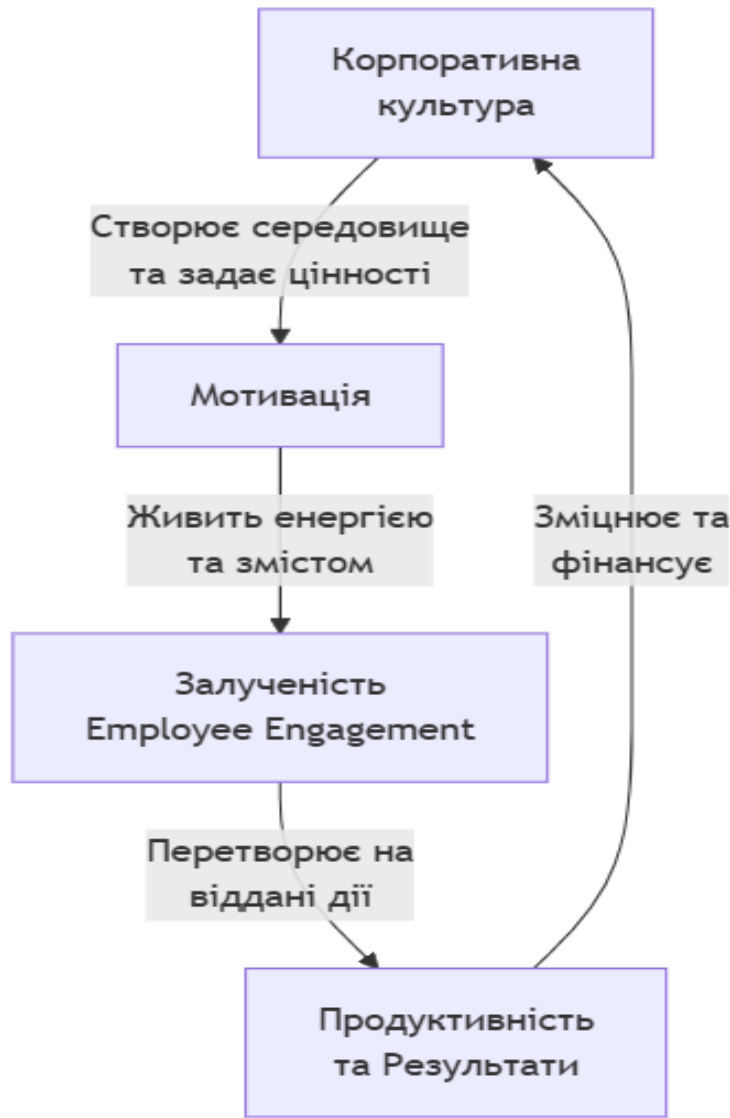 Корпоративна
культура
Створює середовище
та задає цінності
Мотивація
Живить енергією
та змістом
Зміцнює та
фінансує
Залученість
Employee Engagement
Перетворює на
віддані дії
Продуктивність
та Результати